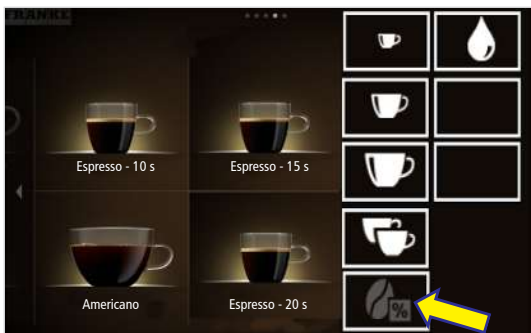 FRANKE
Espresso - 10 s
Espresso - 15 s
Americano
Espresso - 20 s
%